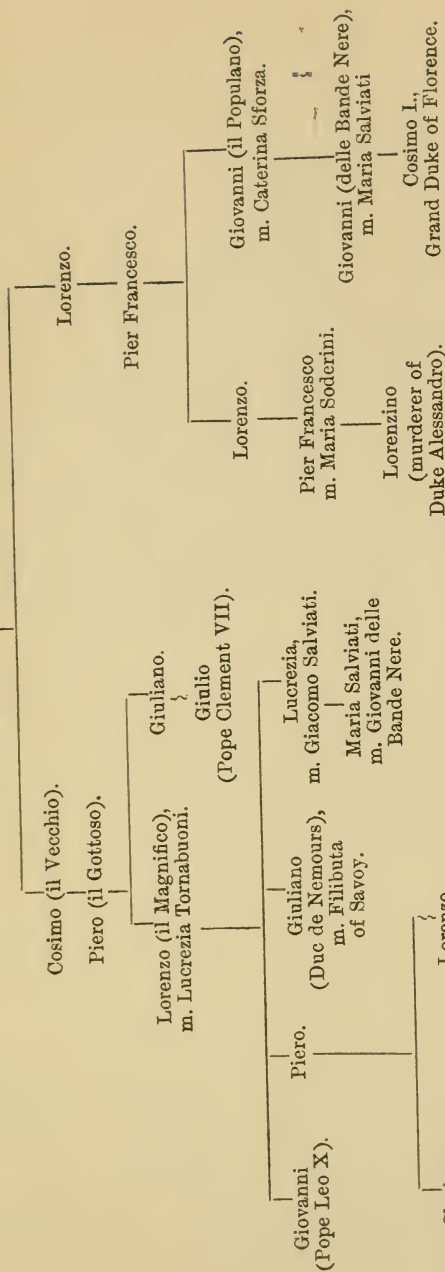 Cosimo (il Vecchio).
Lorenzo.
Piero (il Gottoso).
Pier Francesco.
Lorenzo (il Magnifico),
m. Lucrezia Tornabuoni.
Giuliano.
Giulio
(Pope Clement VII).
Lorenzo.
Giovanni (il Populano),
m. Caterina Sforza.
Giovanni
(Pope Leo X).
Piero.
Giuliano
(Duc de Nemours),
m. Filibuta
of Savoy.
Lucrezia,
m. Giacomo Salviati.
Maria Salviati,
m. Giovanni delle
Bande Nere.
Pier Francesco
m. Maria Soderini.
Lorenzino
(murderer of
Duke Alessandro).
Giovanni (delle Bande Nere),
m. Maria Salviati
Cosimo I.,
Grand Duke of Florence.
Lorenzo